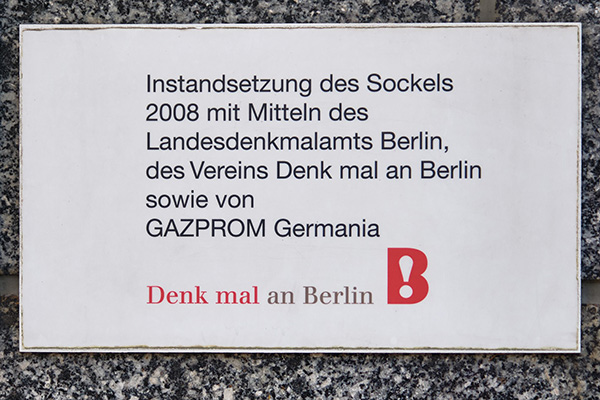 Instandsetzung des Sockels
2008 mit Mitteln des
Landesdenkmalamts Berlin,
des Vereins Denk mal an Berlin
sowie von
GAZPROM Germania
Denk mal an Berlin B!